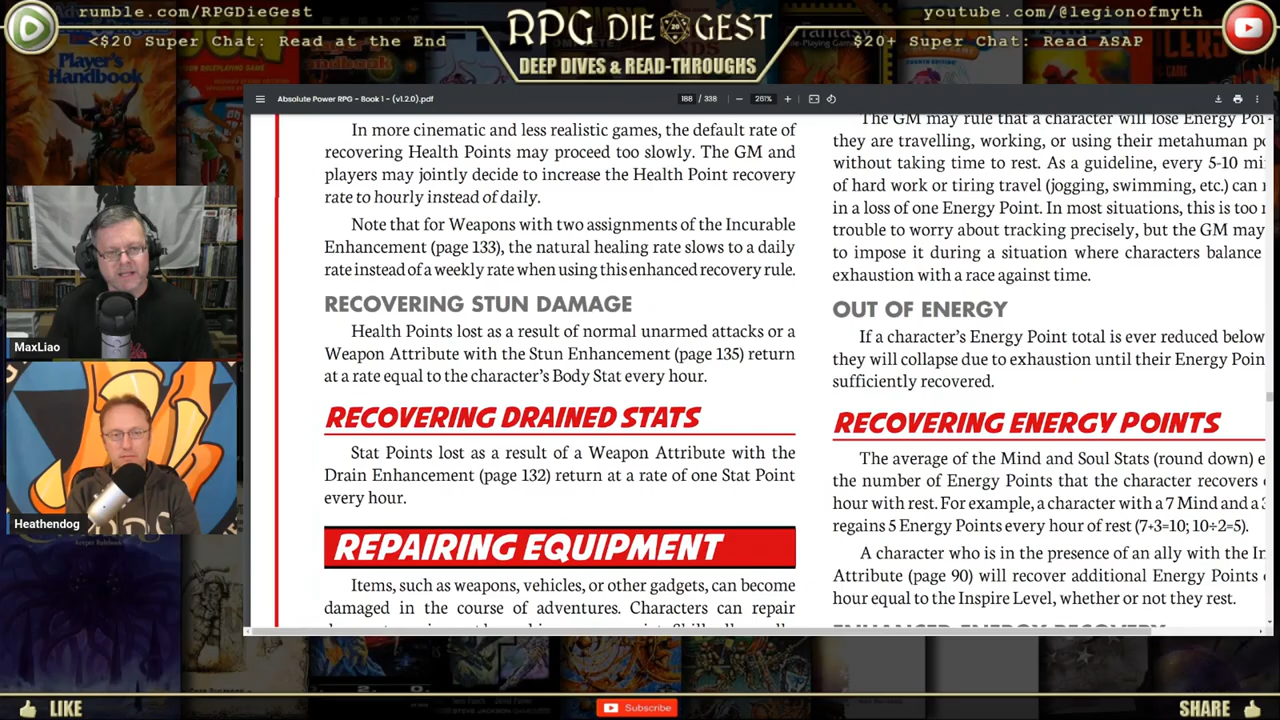 rumble.com/RPGDieGest
<$20 Super Chat: Read at the End
RPG DIE GEST
DEEP DIVES & READ-THROUGHS
youtube.com/@legionofmyth
$20+ Super Chat: Read ASAP
Player's
Handbook
Absolute Power RPG – Book 1 – (v1.2.0).pdf
188 / 338
261%
In more cinematic and less realistic games, the default rate of
recovering Health Points may proceed too slowly. The GM and
players may jointly decide to increase the Health Point recovery
rate to hourly instead of daily.
Note that for Weapons with two assignments of the Incurable
Enhancement (page 133), the natural healing rate slows to a daily
rate instead of a weekly rate when using this enhanced recovery rule.
RECOVERING STUN DAMAGE
Health Points lost as a result of normal unarmed attacks or a
Weapon Attribute with the Stun Enhancement (page 135) return
at a rate equal to the character's Body Stat every hour.
RECOVERING DRAINED STATS
Stat Points lost as a result of a Weapon Attribute with the
Drain Enhancement (page 132) return at a rate of one Stat Point
every hour.
REPAIRING EQUIPMENT
Items, such as weapons, vehicles, or other gadgets, can become
damaged in the course of adventures. Characters can repair
The GM may rule that a character will lose Energy Poi
they are travelling, working, or using their metahuman po
without taking time to rest. As a guideline, every 5-10 mi
of hard work or tiring travel (jogging, swimming, etc.) can
in a loss of one Energy Point. In most situations, this is too
trouble to worry about tracking precisely, but the GM may
to impose it during a situation where characters balance
exhaustion with a race against time.
OUT OF ENERGY
If a character's Energy Point total is ever reduced below
they will collapse due to exhaustion until their Energy Poin
sufficiently recovered.
RECOVERING ENERGY POINTS
The average of the Mind and Soul Stats (round down) e
the number of Energy Points that the character recovers
hour with rest. For example, a character with a 7 Mind and a 3
regains 5 Energy Points every hour of rest (7+3=10; 10÷2=5).
A character who is in the presence of an ally with the In
Attribute (page 90) will recover additional Energy Points
hour equal to the Inspire Level, whether or not they rest.
ENHANCED ENERGY RECOVERY
MaxLiao
Heathendog
LIKE
Subscribe
SHARE